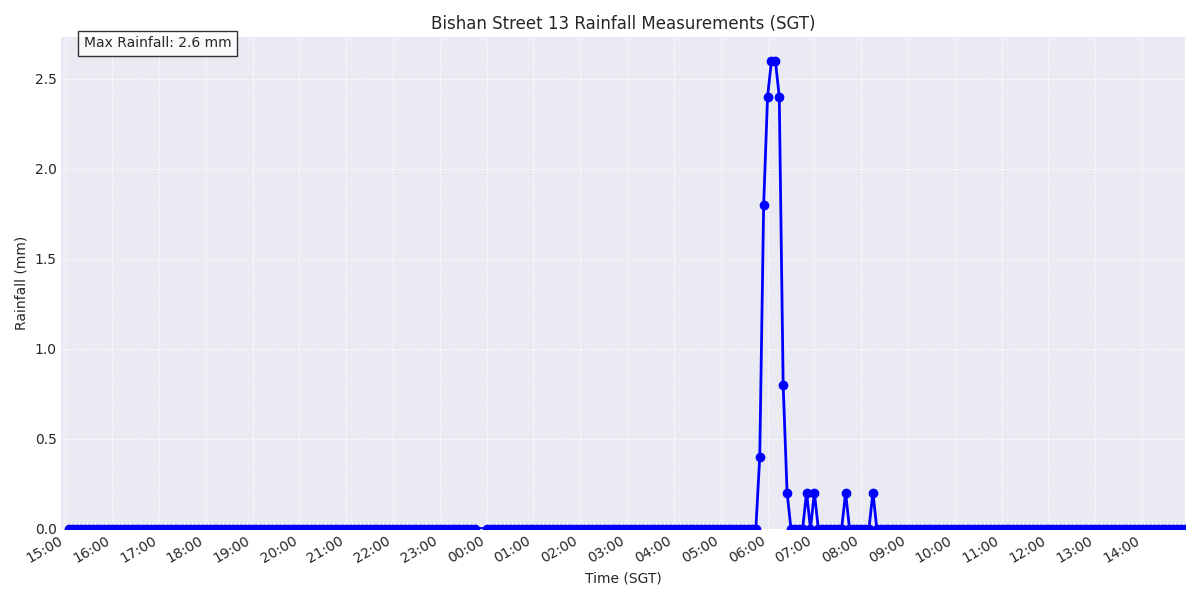 Bishan Street 13 Rainfall Measurements (SGT)
Max Rainfall: 2.6 mm
2.5
2.0
1.5
1.0
0.5
0.0
Rainfall (mm)
15:00 16:00 17:00 18:00 19:00 20:00 21:00 22:00 23:00 00:00 01:00 02:00 03:00 04:00 05:00 06:00 07:00 08:00 09:00 10:00 11:00 12:00 13:00 14:00
Time (SGT)